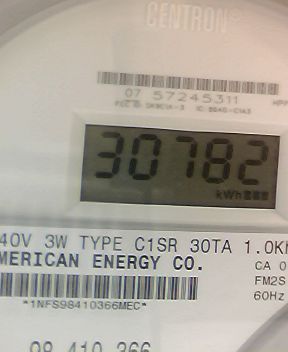 CENTRON®
07 57245311
30782
kWh
40V 3W TYPE C1SR 30TA 1.0K
MERICAN ENERGY CO.
CA 0
FM2S
60Hz
*1NFS98410366MEC*
98 410 366